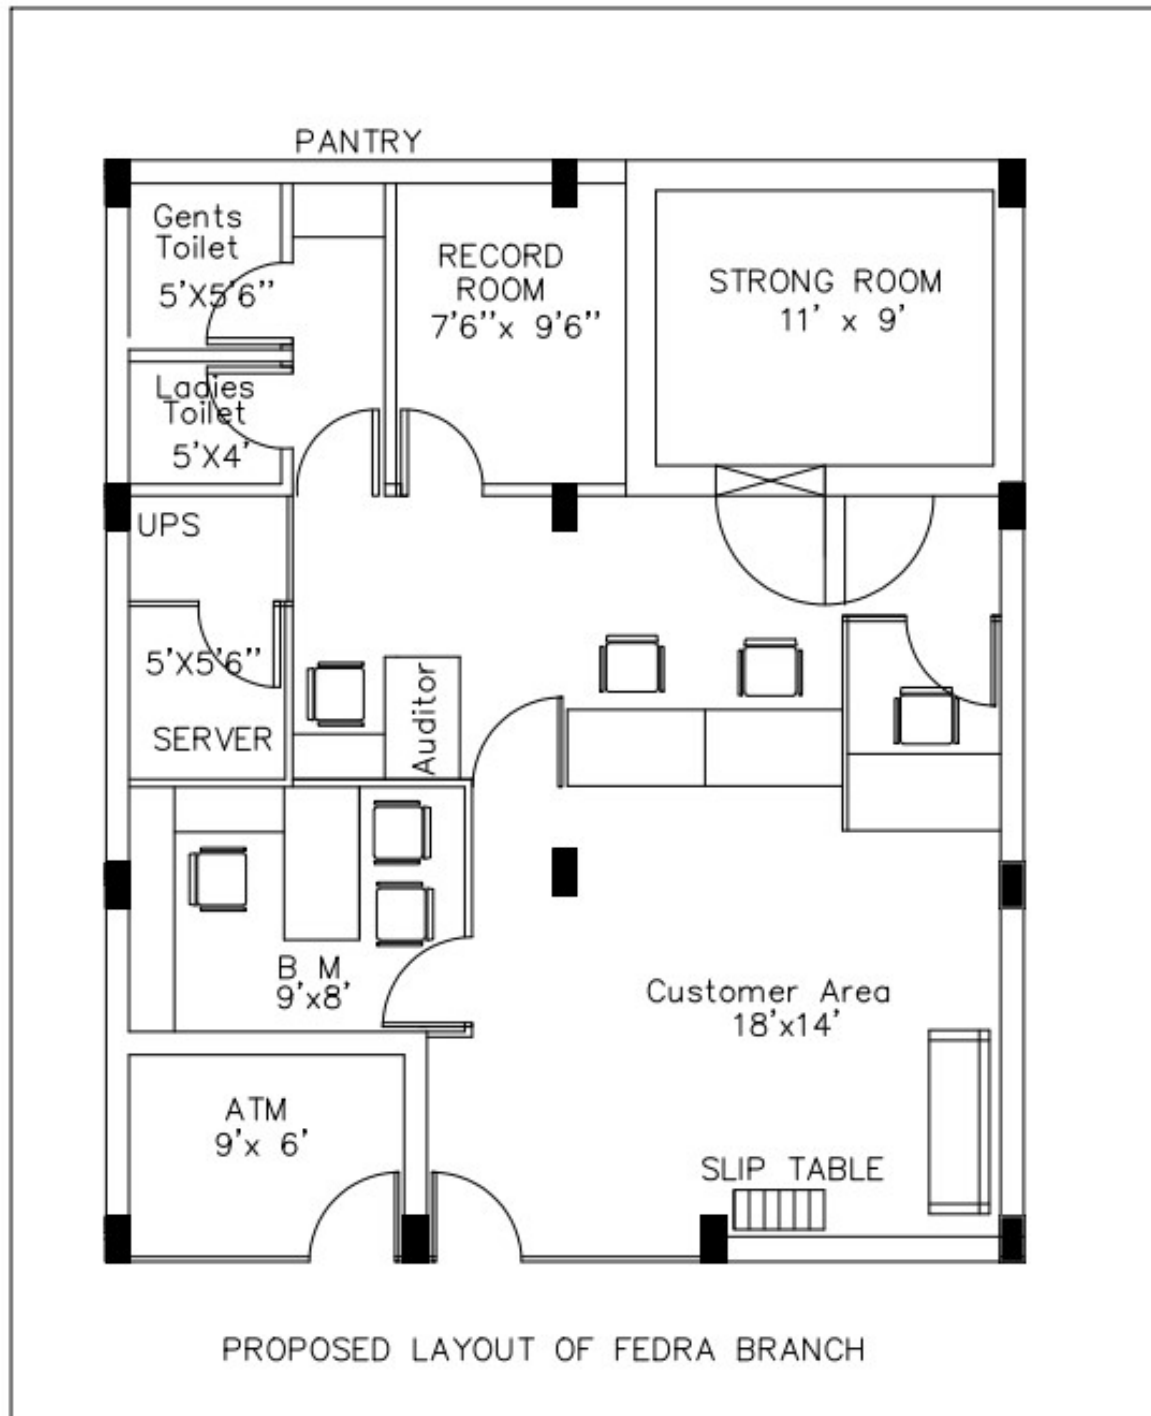 PANTRY
Gents
Toilet
5'X5'6''
RECORD
ROOM
7'6''x 9'6''
STRONG ROOM
11' x 9'
Ladies
Toilet
5'X4'
UPS
5'X5'6''
SERVER
Auditor
B M
9'x8'
Customer Area
18'x14'
ATM
9'x 6'
SLIP TABLE
PROPOSED LAYOUT OF FEDRA BRANCH